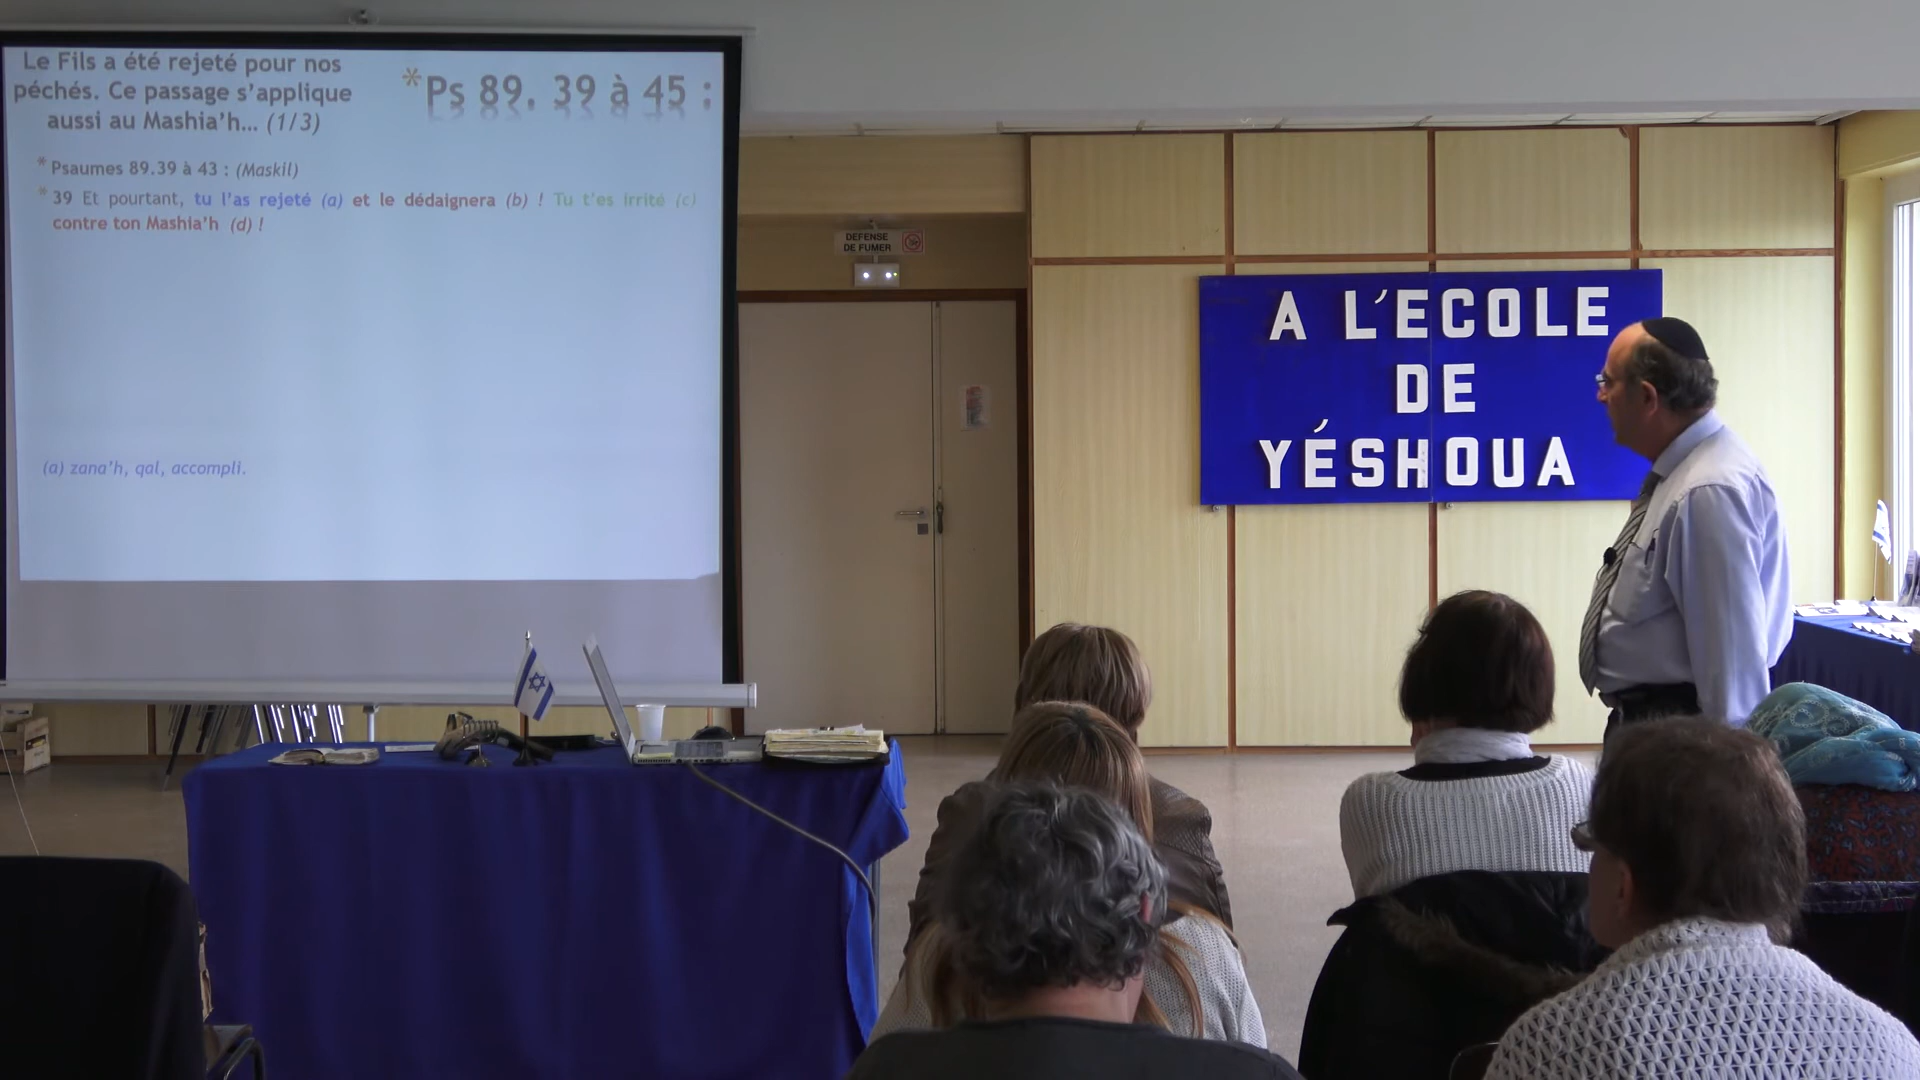 Le Fils a été rejeté pour nos
péchés. Ce passage s’applique
aussi au Mashia’h... (1/3)
*Ps 89. 39 à 45 :
* Psaumes 89.39 à 43 : (Maskil)
* 39 Et pourtant, tu l’as rejeté (a) et le dédaignera (b) ! Tu t’es irrité (c)
contre ton Mashia’h (d) !
(a) zana’h, qal, accompli.
DEFENSE
DE FUMER
A L’ECOLE
DE
YÉSHOUA